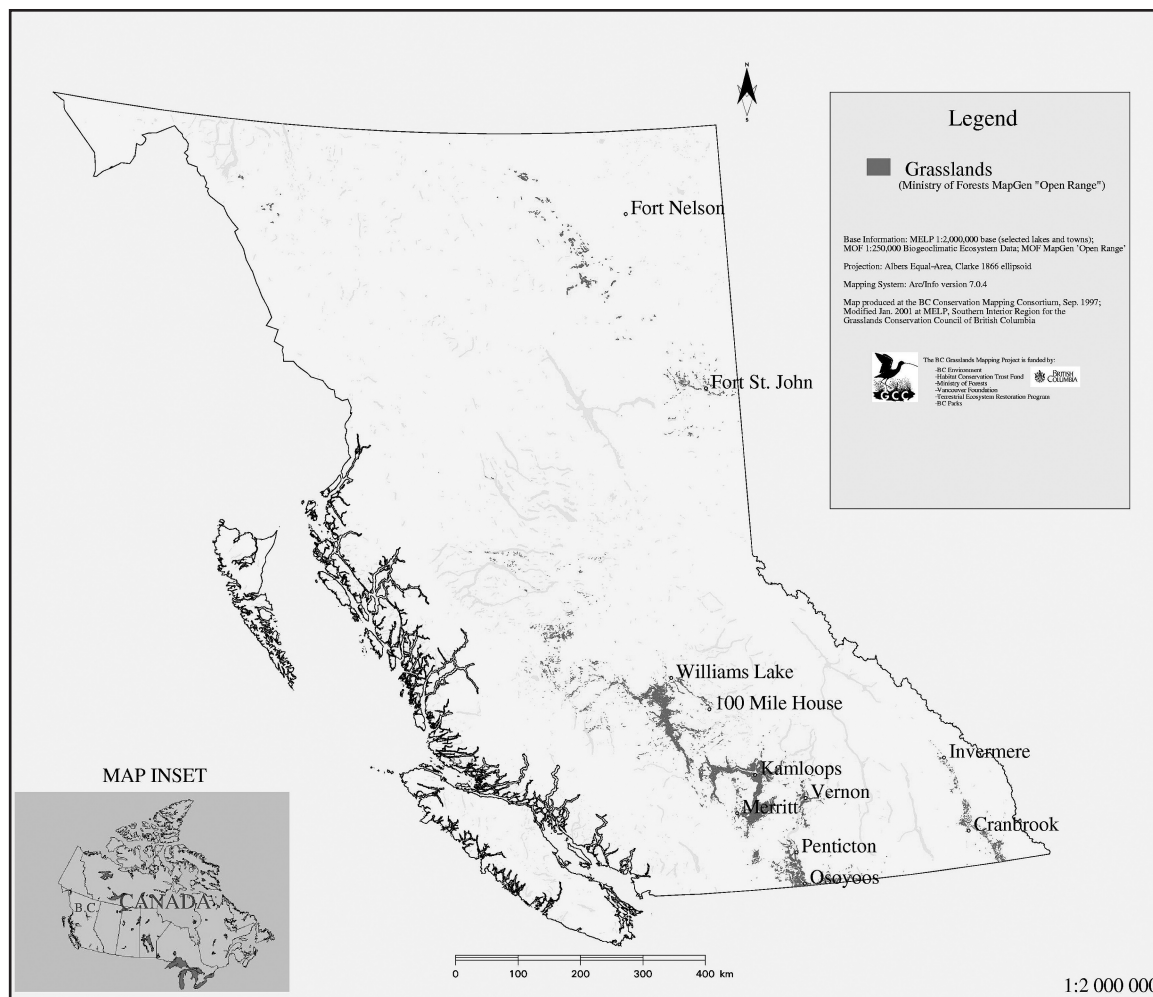 N
S
Legend
Grasslands
(Ministry of Forests MapGen "Open Range")
Base Information: MELP 1:2,000,000 base (selected lakes and towns);
MOF 1:250,000 Biogeoclimatic Ecosystem Data; MOF MapGen 'Open Range'
Projection: Albers Equal-Area, Clarke 1866 ellipsoid
Mapping System: Arc/Info version 7.0.4
Map produced at the BC Conservation Mapping Consortium, Sep. 1997;
Modified Jan. 2001 at MELP, Southern Interior Region for the
Grasslands Conservation Council of British Columbia
The BC Grasslands Mapping Project is funded by:
-BC Environment
-Habitat Conservation Trust Fund
-Ministry of Forests
-Vancouver Foundation
-Terrestrial Ecosystem Restoration Program
-BC Parks
GCC
BRITISH
COLUMBIA
Fort Nelson
Fort St. John
Williams Lake
100 Mile House
Invermere
Kamloops
Vernon
Merritt
Cranbrook
Penticton
Osoyoos
MAP INSET
B.C.
CANADA
0 100 200 300 400 km
1:2 000 000